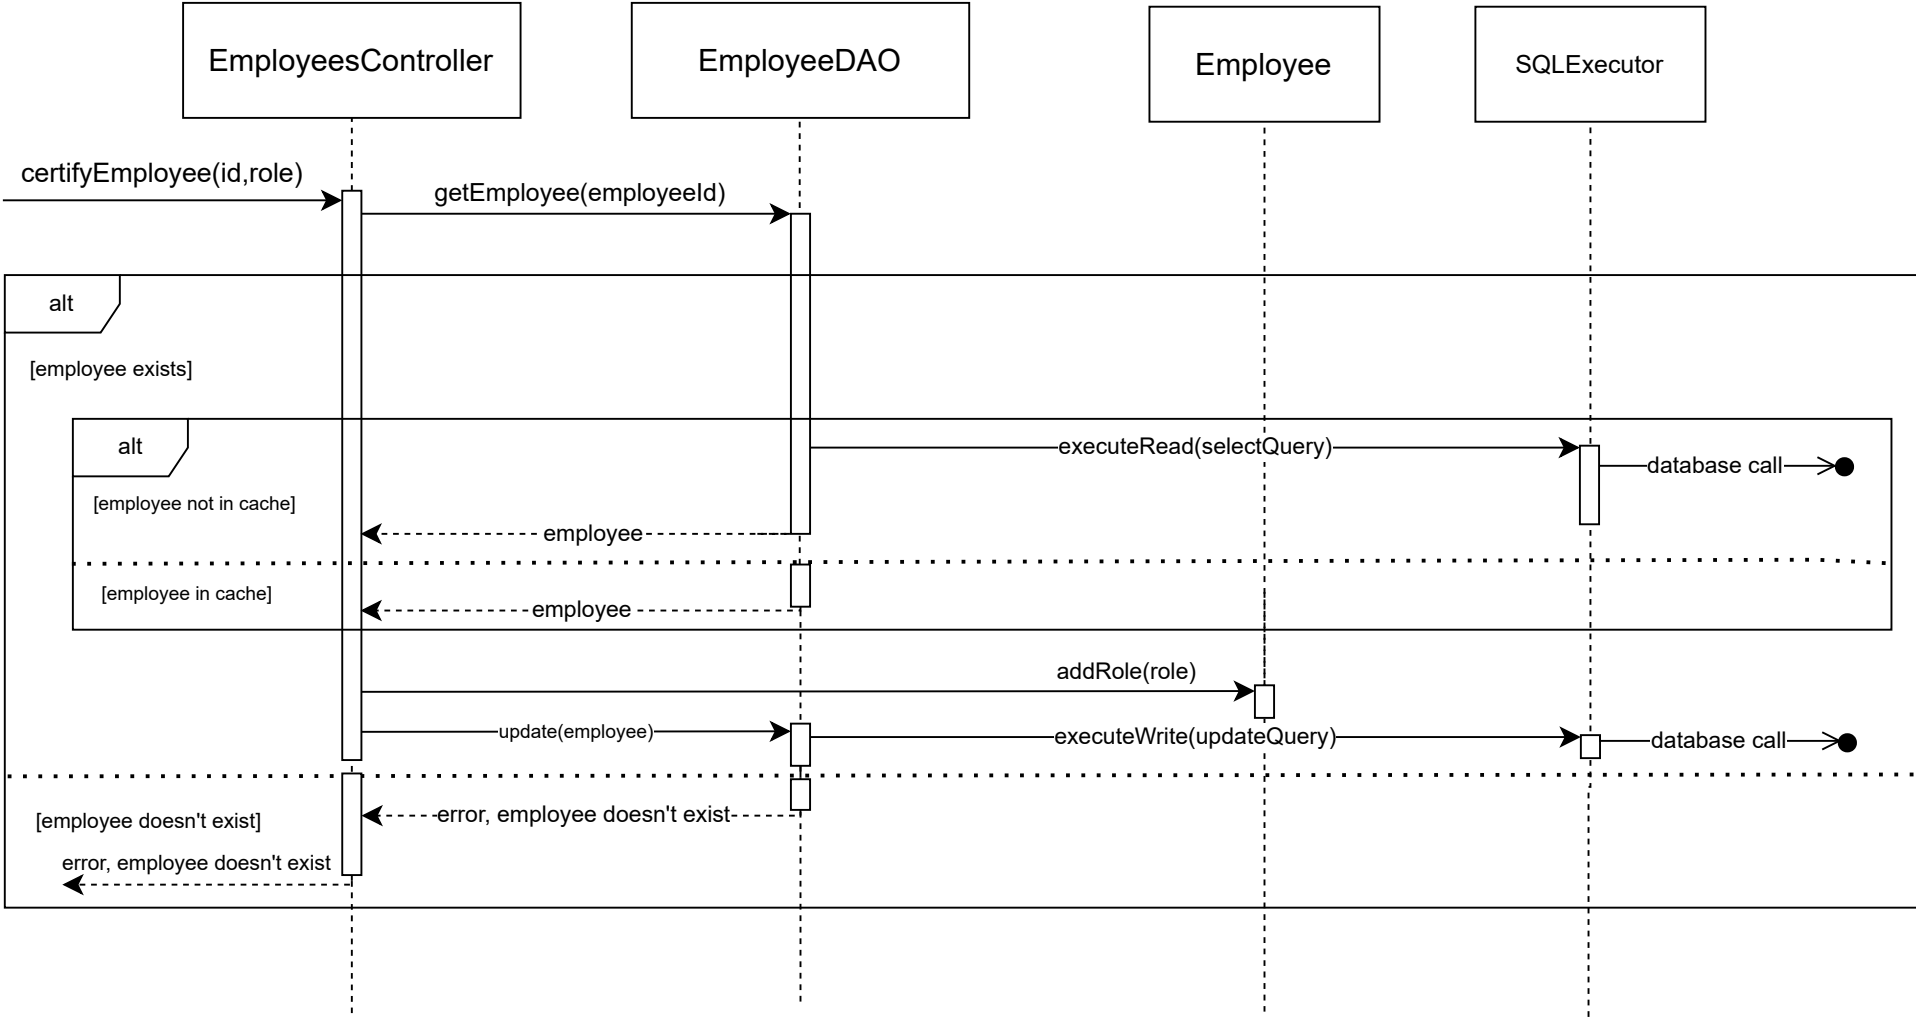 EmployeesController
EmployeeDAO
Employee
SQLExecutor
certifyEmployee(id,role)
getEmployee(employeeId)
alt
[employee exists]
alt
executeRead(selectQuery)
database call
[employee not in cache]
employee
[employee in cache]
employee
addRole(role)
update(employee)
executeWrite(updateQuery)
database call
error, employee doesn't exist
[employee doesn't exist]
error, employee doesn't exist